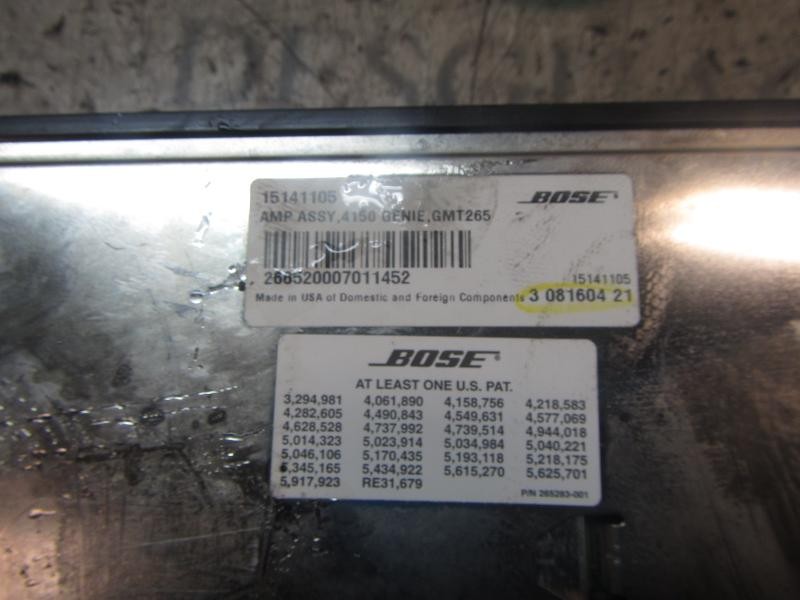 15141105
BOSE®
AMP ASSY,4150 GENIE,GMT265
266520007011452
15141105
Made in USA of Domestic and Foreign Components 3 081604 21
BOSE®
AT LEAST ONE U.S. PAT.
3,294,981 4,061,890 4,158,756 4,218,583
4,282,605 4,490,843 4,549,631 4,577,069
4,628,528 4,737,992 4,739,514 4,944,018
5,014,323 5,023,914 5,034,984 5,040,221
5,046,106 5,170,435 5,193,118 5,218,175
5,345,165 5,434,922 5,615,270 5,625,701
5,917,923 RE31,679
P/N 265283-001